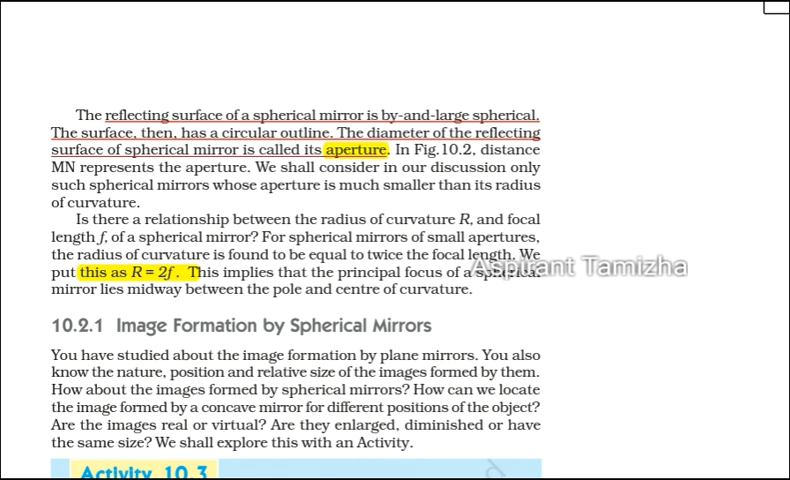 The reflecting surface of a spherical mirror is by-and-large spherical.
The surface, then, has a circular outline. The diameter of the reflecting
surface of spherical mirror is called its aperture. In Fig.10.2, distance
MN represents the aperture. We shall consider in our discussion only
such spherical mirrors whose aperture is much smaller than its radius
of curvature.
Is there a relationship between the radius of curvature R, and focal
length f, of a spherical mirror? For spherical mirrors of small apertures,
the radius of curvature is found to be equal to twice the focal length. We
put this as R = 2f. This implies that the principal focus of a spherical
Aspirant Tamizha
mirror lies midway between the pole and centre of curvature.
10.2.1 Image Formation by Spherical Mirrors
You have studied about the image formation by plane mirrors. You also
know the nature, position and relative size of the images formed by them.
How about the images formed by spherical mirrors? How can we locate
the image formed by a concave mirror for different positions of the object?
Are the images real or virtual? Are they enlarged, diminished or have
the same size? We shall explore this with an Activity.
Activity 10.3